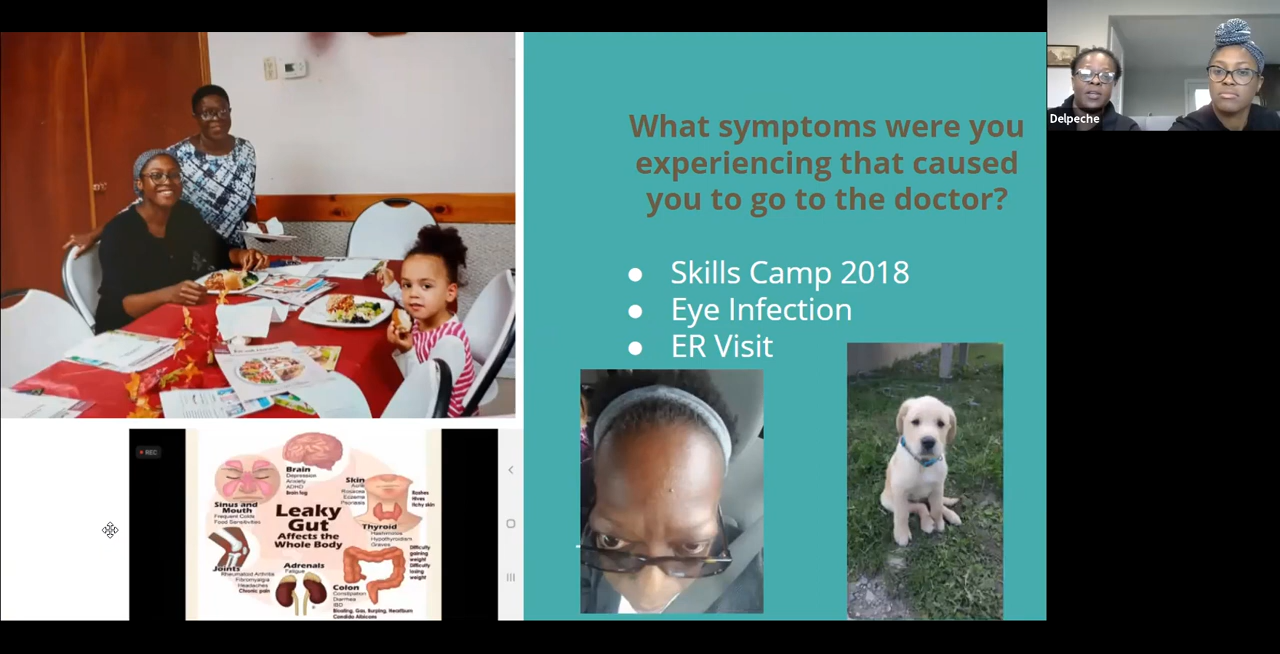 What symptoms were you
experiencing that caused
you to go to the doctor?
● Skills Camp 2018
● Eye Infection
● ER Visit
Delpeche
REC
Brain
Depression
Anxiety
ADHD
Brain fog
Sinus and
Mouth
Frequent Colds
Food Sensitivities
Skin
Acne
Rosacea
Eczema
Psoriasis
Rashes
Hives
Itchy skin
Leaky
Gut
Affects the
Whole Body
Thyroid
Hashimotos
Hypothyroidism
Graves
Joints
Rheumatoid Arthritis
Fibromyalgia
Headaches
Chronic pain
Adrenals
Fatigue
Difficulty
gaining
weight
Difficulty
losing
weight
Colon
Constipation
Diarrhea
IBD
Bloating, Gas, Burping, Heartburn
Candida Albicans